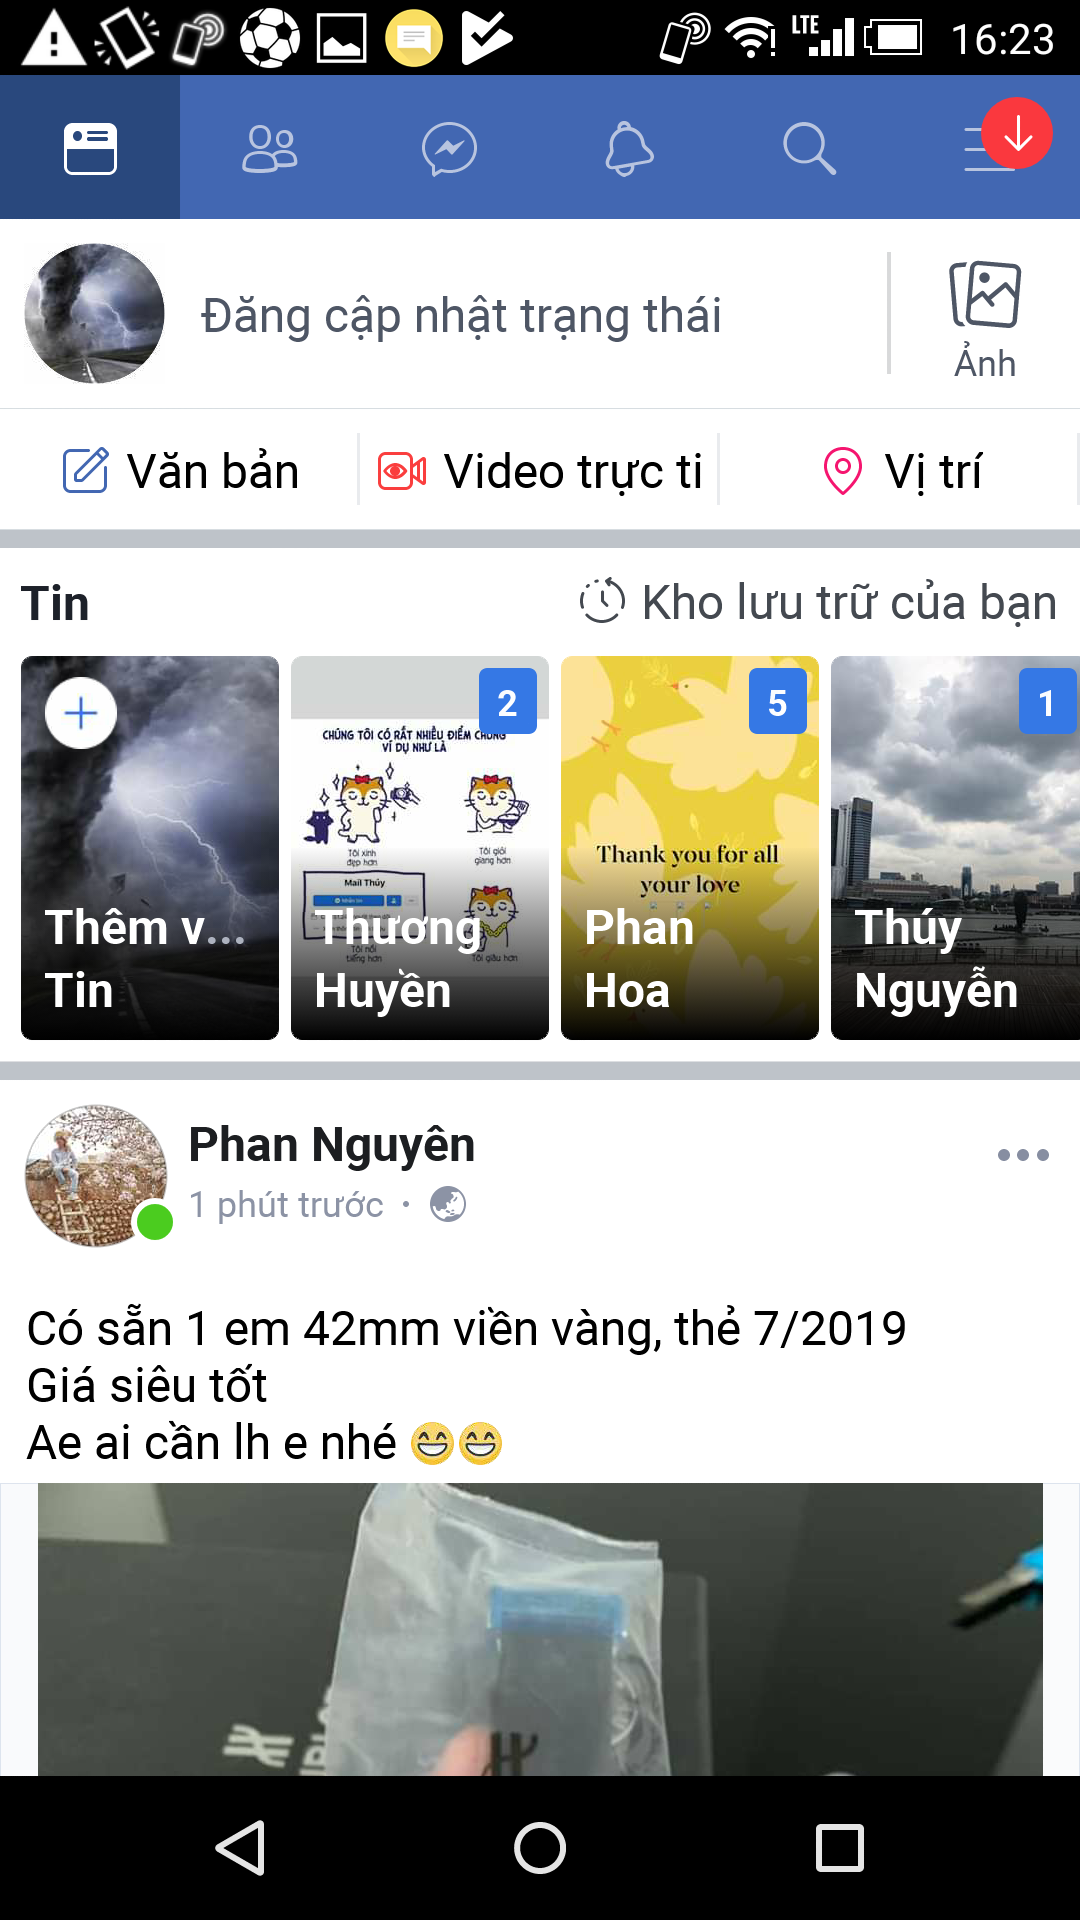 LTE 16:23
Đăng cập nhật trạng thái
Ảnh
Văn bản
Video trực ti
Vị trí
Tin
Kho lưu trữ của bạn
Thêm v...
Tin
2
CHÚNG TÔI CÓ RẤT NHIỀU ĐIỂM CHUNG
VÍ DỤ NHƯ LÀ
Tôi xinh
đẹp hơn
Tôi giỏi
giang hơn
Mail Thúy
Tôi nổi
tiếng hơn
Tôi giàu hơn
Thương
Huyền
5
Thank you for all
your love
Phan
Hoa
1
Thúy
Nguyễn
Phan Nguyên
1 phút trước
Có sẵn 1 em 42mm viền vàng, thẻ 7/2019
Giá siêu tốt
Ae ai cần lh e nhé 😄😄